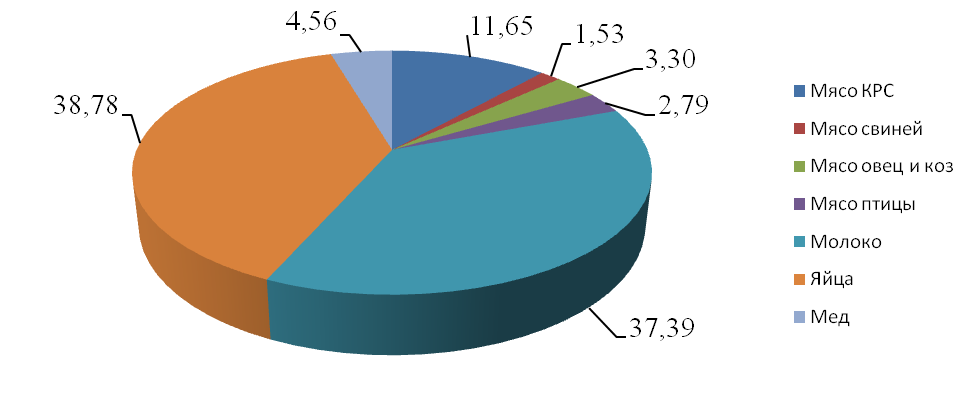 4,56
11,65
1,53
3,30
2,79
38,78
37,39
Мясо КРС
Мясо свиней
Мясо овец и коз
Мясо птицы
Молоко
Яйца
Мед